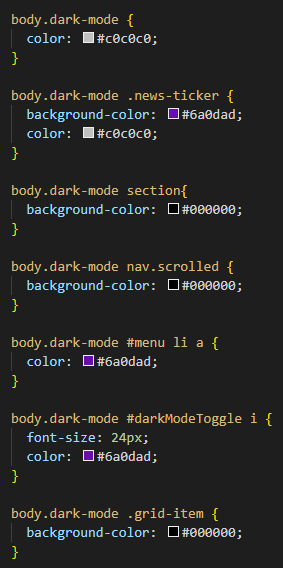 body.dark-mode {
color: #c0c0c0;
}
body.dark-mode .news-ticker {
background-color: #6a0dad;
color: #c0c0c0;
}
body.dark-mode section{
background-color: #000000;
}
body.dark-mode nav.scrolled {
background-color: #000000;
}
body.dark-mode #menu li a {
color: #6a0dad;
}
body.dark-mode #darkModeToggle i {
font-size: 24px;
color: #6a0dad;
}
body.dark-mode .grid-item {
background-color: #000000;
}